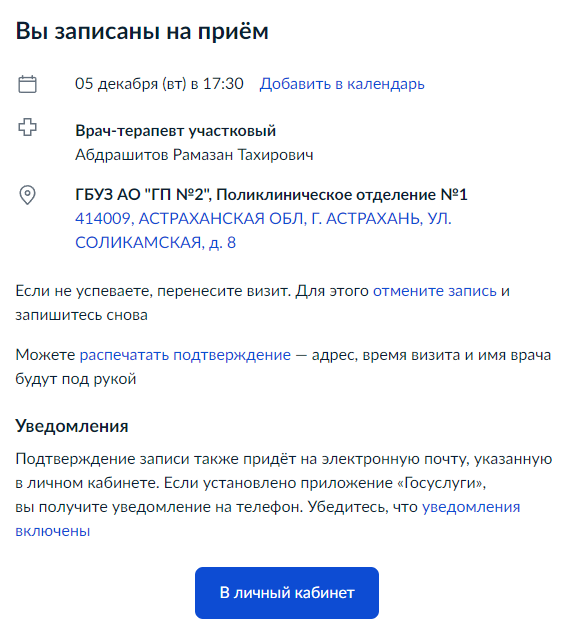 Вы записаны на приём
05 декабря (вт) в 17:30 Добавить в календарь
Врач-терапевт участковый
Абдрашитов Рамазан Тахирович
ГБУЗ АО "ГП №2", Поликлиническое отделение №1
414009, АСТРАХАНСКАЯ ОБЛ, Г. АСТРАХАНЬ, УЛ.
СОЛИКАМСКАЯ, д. 8
Если не успеваете, перенесите визит. Для этого отмените запись и
запишитесь снова
Можете распечатать подтверждение — адрес, время визита и имя врача
будут под рукой
Уведомления
Подтверждение записи также придёт на электронную почту, указанную
в личном кабинете. Если установлено приложение «Госуслуги»,
вы получите уведомление на телефон. Убедитесь, что уведомления
включены
В личный кабинет